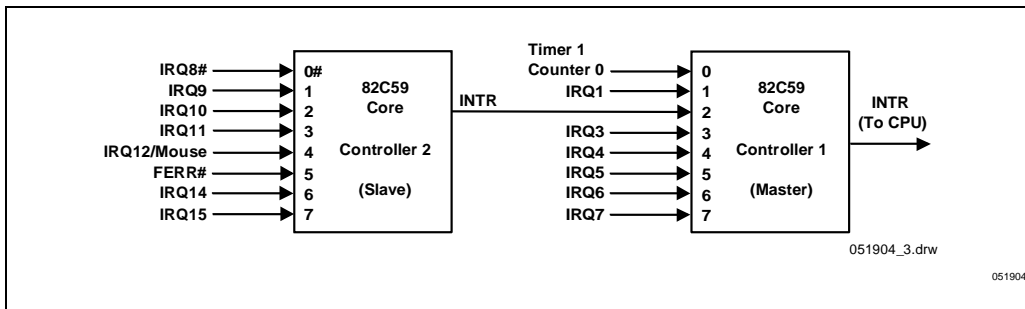 IRQ8#
IRQ9
IRQ10
IRQ11
IRQ12/Mouse
FERR#
IRQ14
IRQ15
0#
1
2
3
4
5
6
7
82C59
Core
Controller 2
(Slave)
INTR
Timer 1
Counter 0
IRQ1
IRQ3
IRQ4
IRQ5
IRQ6
IRQ7
0
1
2
3
4
5
6
7
82C59
Core
Controller 1
(Master)
INTR
(To CPU)
051904_3.drw
051904